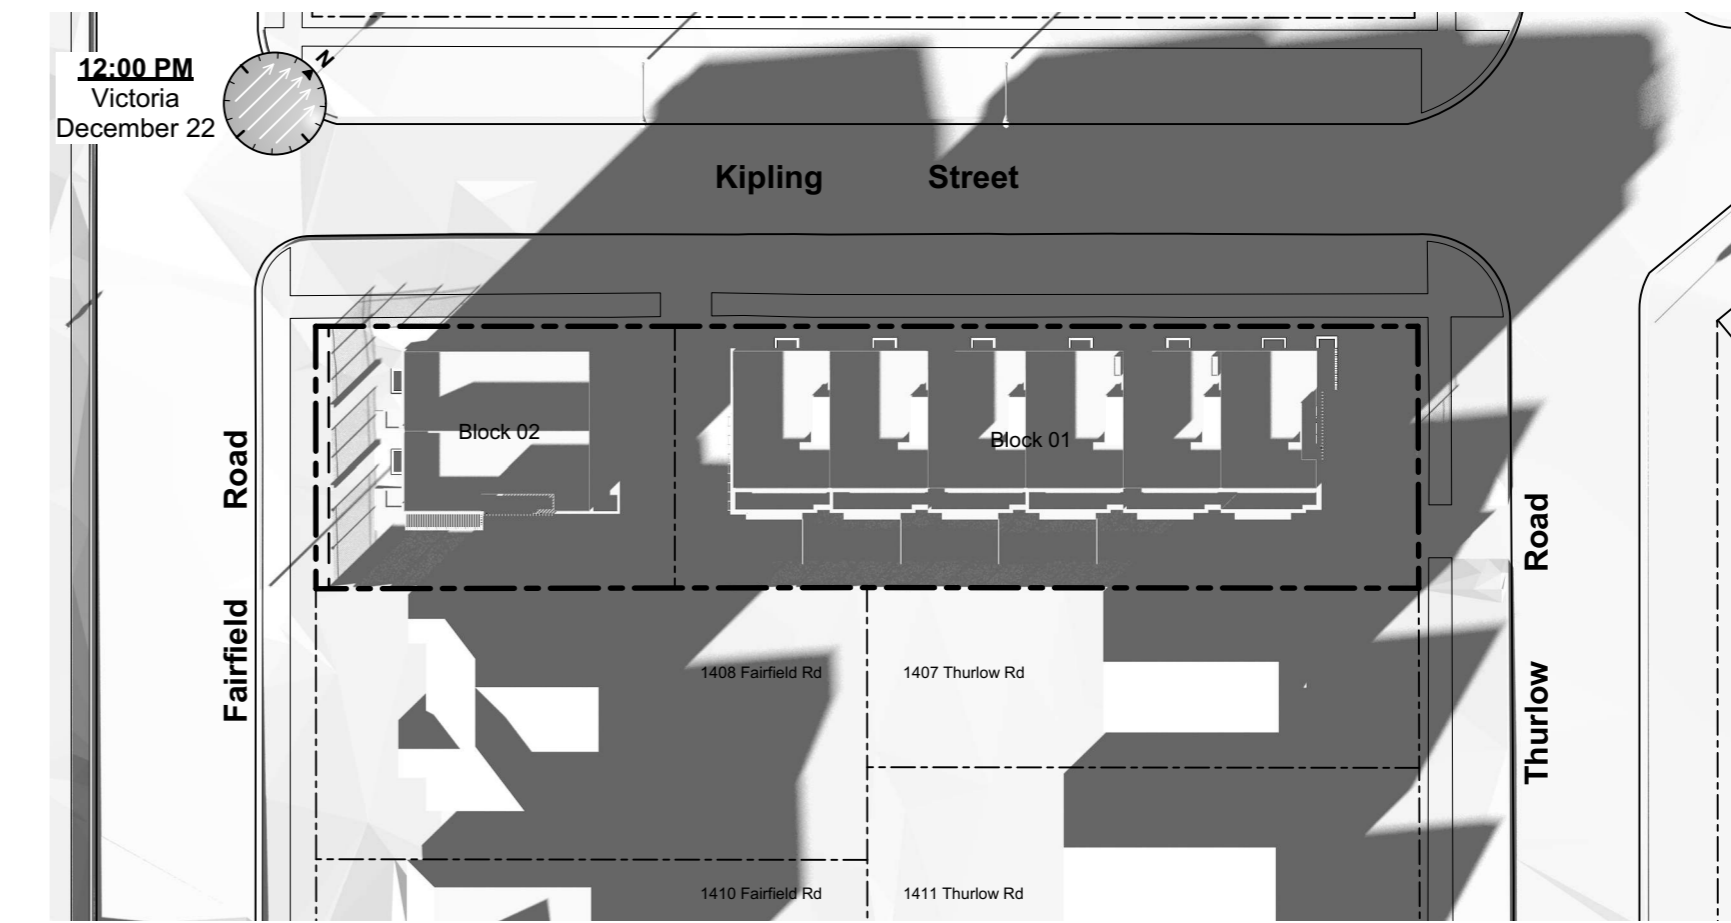 12:00 PM
Victoria
December 22
N
Kipling Street
Block 02
Block 01
Fairfield Road
Thurlow Road
1408 Fairfield Rd
1407 Thurlow Rd
1410 Fairfield Rd
1411 Thurlow Rd